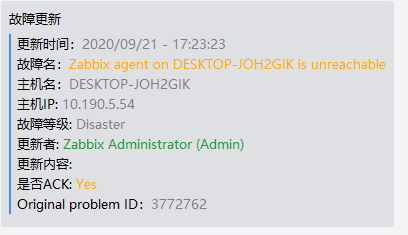 故障更新
更新时间：2020/09/21 - 17:23:23
故障名：Zabbix agent on DESKTOP-JOH2GIK is unreachable
主机名：DESKTOP-JOH2GIK
主机IP: 10.190.5.54
故障等级: Disaster
更新者: Zabbix Administrator (Admin)
更新内容:
是否ACK: Yes
Original problem ID：3772762